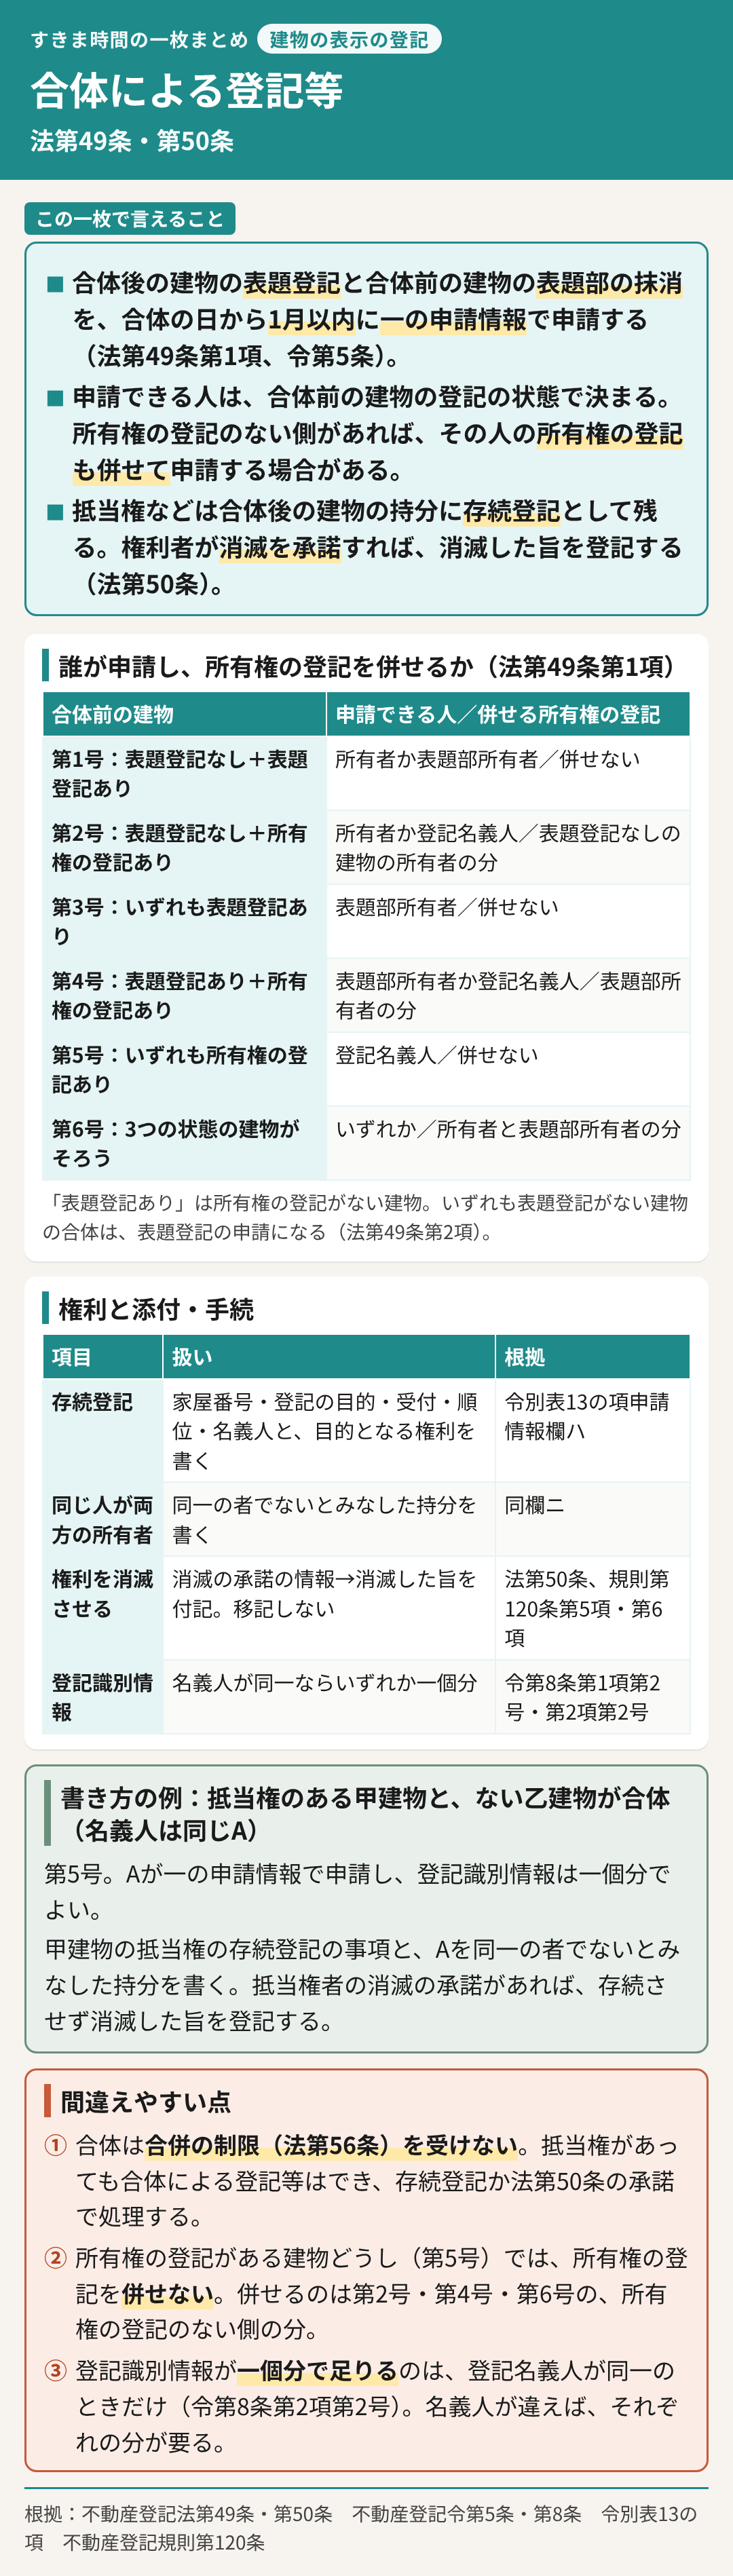 すきま時間の一枚まとめ 建物の表示の登記
合体による登記等
法第49条・第50条
この一枚で言えること
■ 合体後の建物の表題登記と合体前の建物の表題部の抹消
を、合体の日から1月以内に一の申請情報で申請する
（法第49条第1項、令第5条）。
■ 申請できる人は、合体前の建物の登記の状態で決まる。
所有権の登記のない側があれば、その人の所有権の登記
も併せて申請する場合がある。
■ 抵当権などは合体後の建物の持分に存続登記として残
る。権利者が消滅を承諾すれば、消滅した旨を登記する
（法第50条）。
誰が申請し、所有権の登記を併せるか（法第49条第1項）
合体前の建物 申請できる人／併せる所有権の登記
第1号：表題登記なし＋表題 所有者か表題部所有者／併せない
登記あり
第2号：表題登記なし＋所有 所有者か登記名義人／表題登記なしの
権の登記あり 建物の所有者の分
第3号：いずれも表題登記あ 表題部所有者／併せない
り
第4号：表題登記あり＋所有 表題部所有者か登記名義人／表題部所
権の登記あり 有者の分
第5号：いずれも所有権の登 登記名義人／併せない
記あり
第6号：3つの状態の建物が いずれか／所有者と表題部所有者の分
そろう
「表題登記あり」は所有権の登記がない建物。いずれも表題登記がない建物
の合体は、表題登記の申請になる（法第49条第2項）。
権利と添付・手続
項目 扱い 根拠
存続登記 家屋番号・登記の目的・受付・順 令別表13の項申請
位・名義人と、目的となる権利を 情報欄ハ
書く
同じ人が両 同一の者でないとみなした持分を 同欄ニ
方の所有者 書く
権利を消滅 消滅の承諾の情報→消滅した旨を 法第50条、規則第
させる 付記。移記しない 120条第5項・第6
項
登記識別情 名義人が同一ならいずれか一個分 令第8条第1項第2
報 号・第2項第2号
書き方の例：抵当権のある甲建物と、ない乙建物が合体
（名義人は同じA）
第5号。Aが一の申請情報で申請し、登記識別情報は一個分で
よい。
甲建物の抵当権の存続登記の事項と、Aを同一の者でないとみ
なした持分を書く。抵当権者の消滅の承諾があれば、存続さ
せず消滅した旨を登記する。
間違えやすい点
① 合体は合併の制限（法第56条）を受けない。抵当権があっ
ても合体による登記等はでき、存続登記か法第50条の承諾
で処理する。
② 所有権の登記がある建物どうし（第5号）では、所有権の登
記を併せない。併せるのは第2号・第4号・第6号の、所有
権の登記のない側の分。
③ 登記識別情報が一個分で足りるのは、登記名義人が同一の
ときだけ（令第8条第2項第2号）。名義人が違えば、それぞ
れの分が要る。
根拠：不動産登記法第49条・第50条　不動産登記令第5条・第8条　令別表13の
項　不動産登記規則第120条